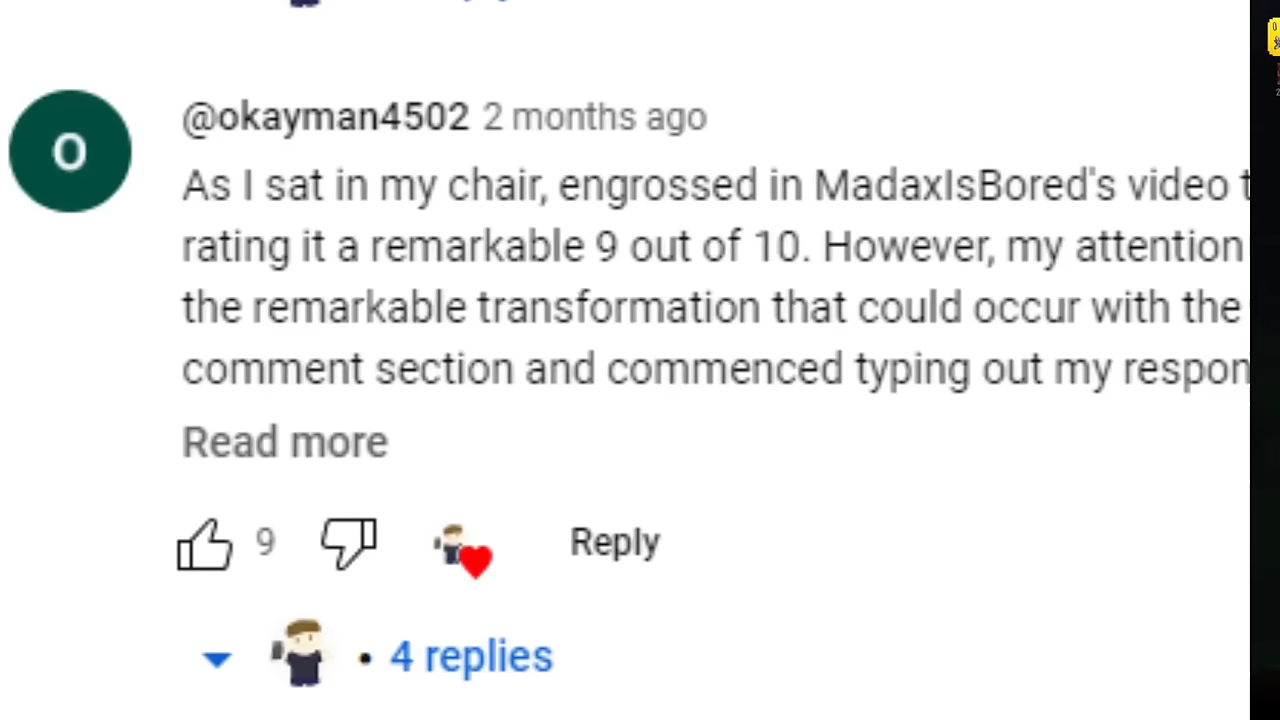 O
@okayman4502 2 months ago
As I sat in my chair, engrossed in MadaxIsBored's video
rating it a remarkable 9 out of 10. However, my attention
the remarkable transformation that could occur with the
comment section and commenced typing out my respon
Read more
9
Reply
• 4 replies